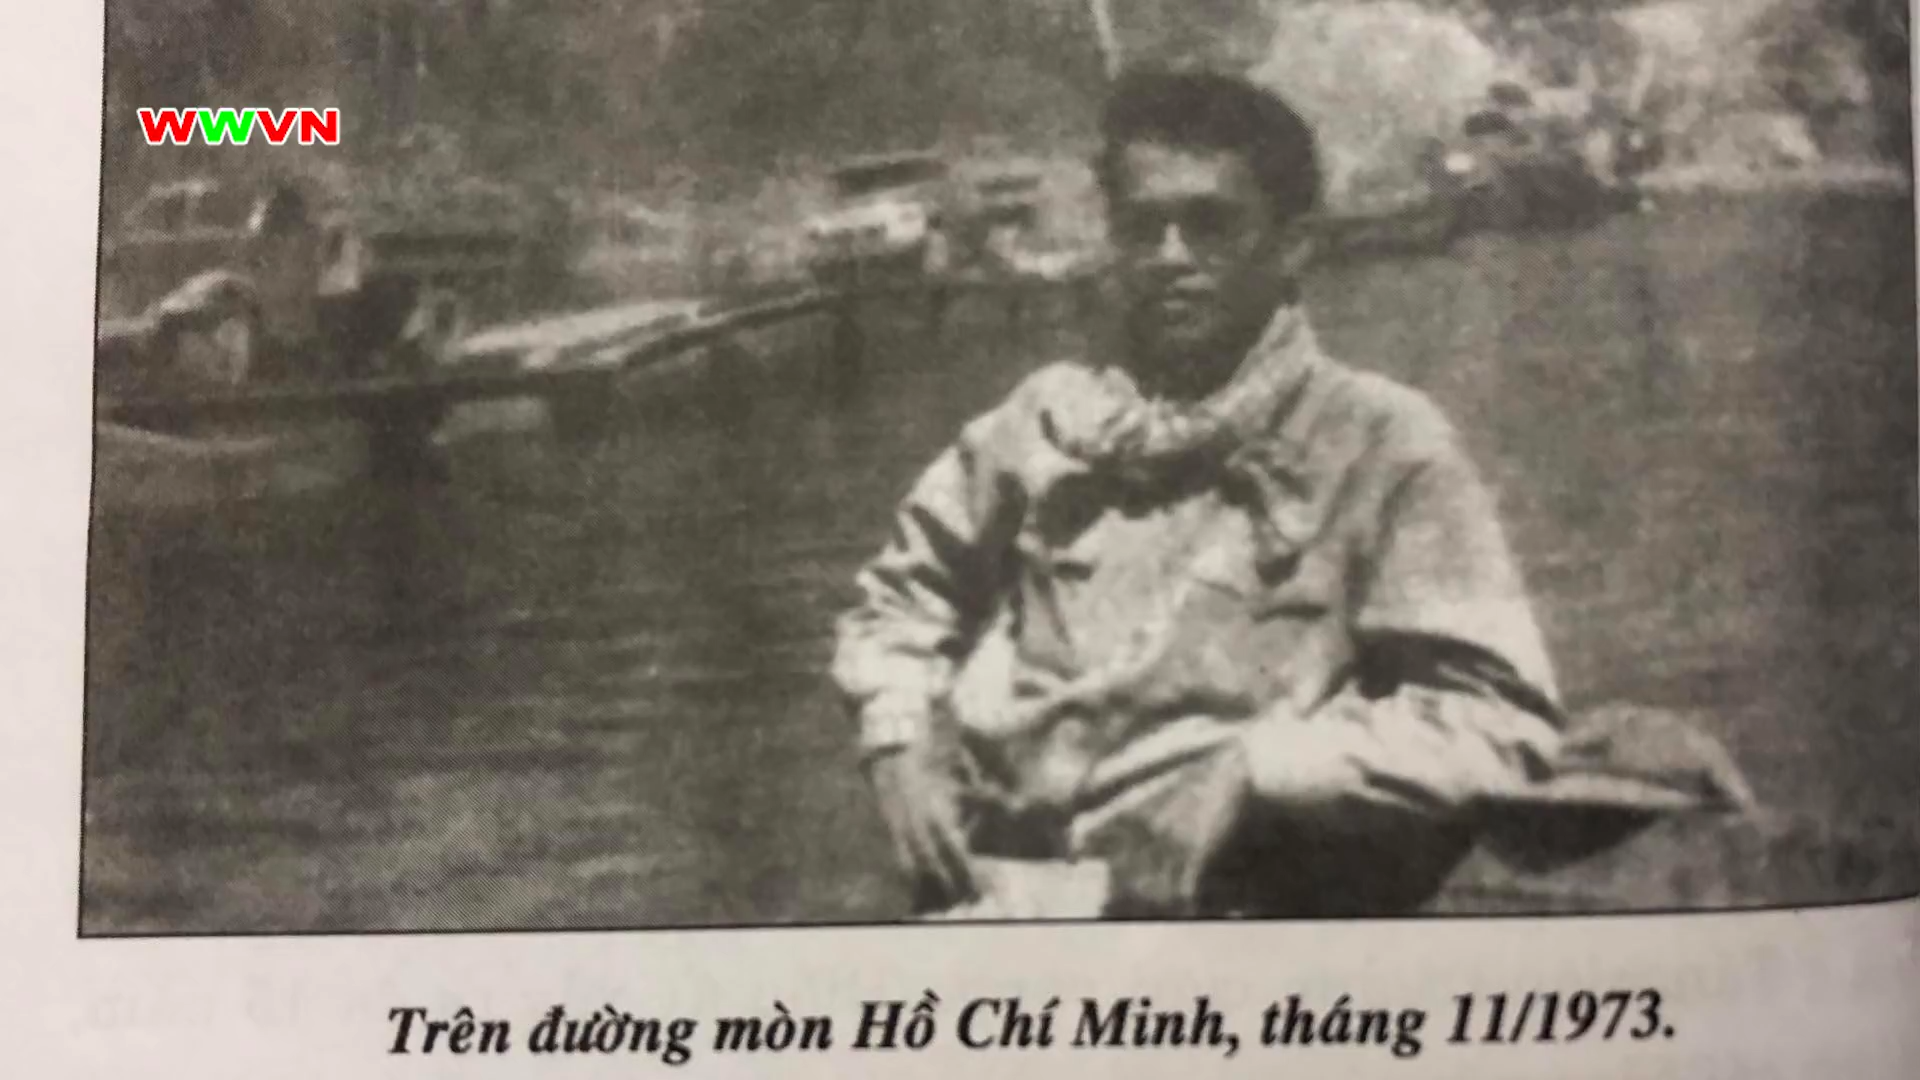 WWVN
Trên đường mòn Hồ Chí Minh, tháng 11/1973.